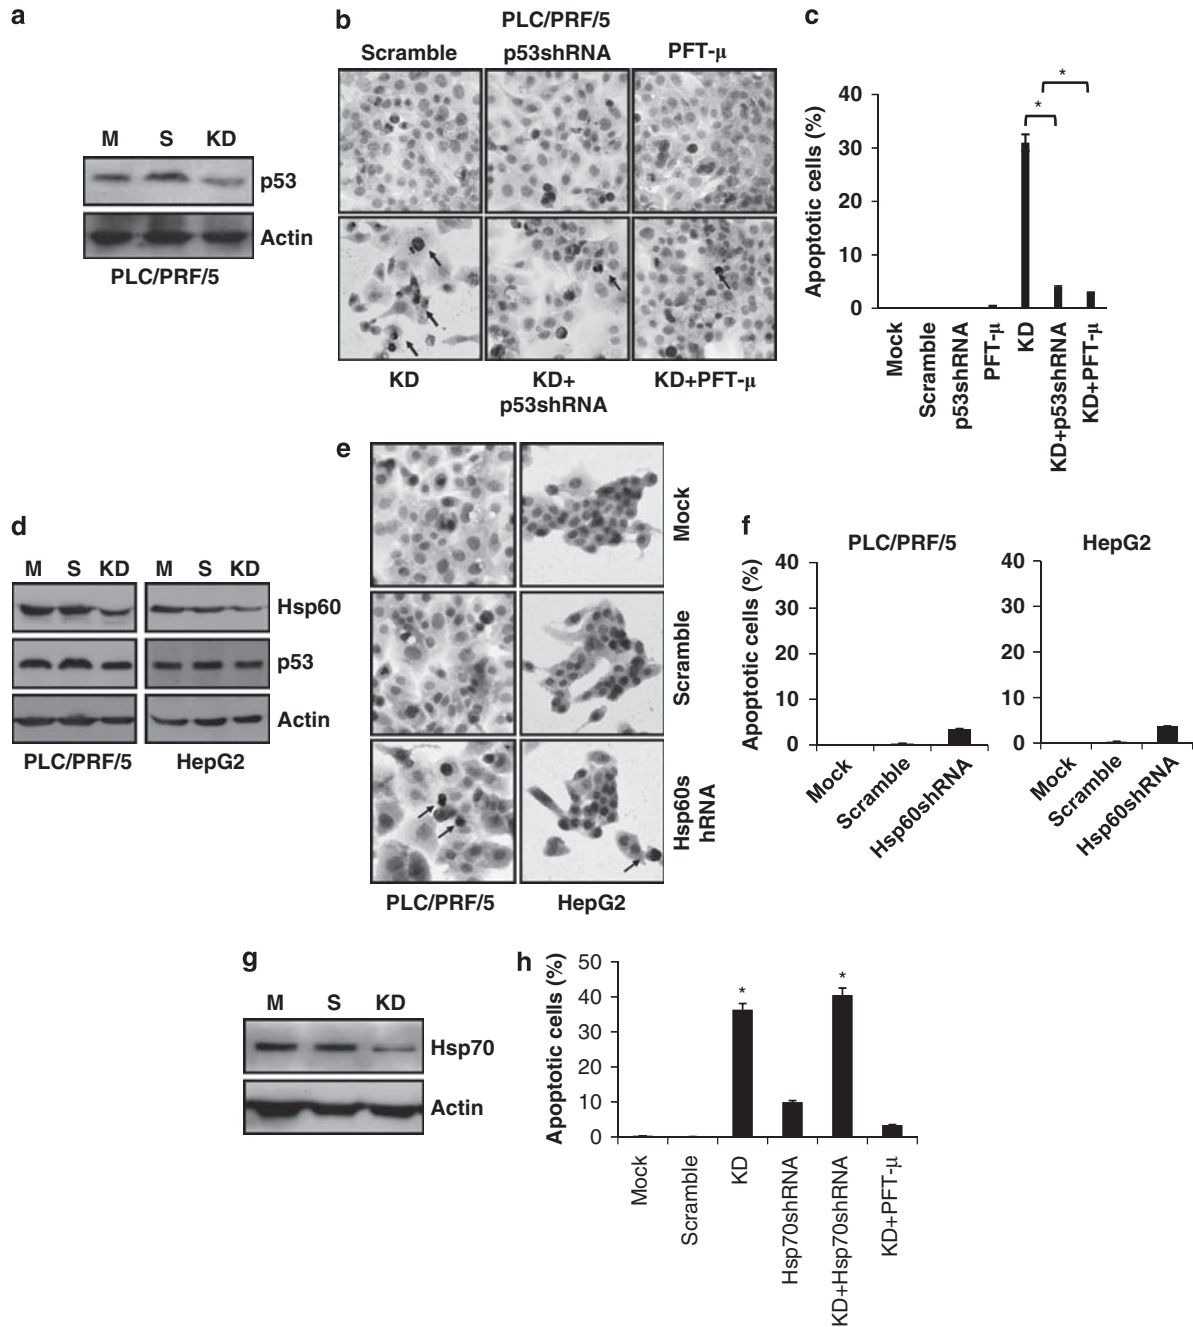 a
M S KD
p53
Actin
PLC/PRF/5
b
PLC/PRF/5
Scramble p53shRNA PFT-μ
KD KD+ p53shRNA KD+PFT-μ
c
Apoptotic cells (%)
40
30
20
10
0
* *
Mock
Scramble
p53shRNA
PFT-μ
KD
KD+p53shRNA
KD+PFT-μ
d
M S KD M S KD
Hsp60
p53
Actin
PLC/PRF/5 HepG2
e
Mock
Scramble
Hsp60s
hRNA
PLC/PRF/5 HepG2
f
PLC/PRF/5
Apoptotic cells (%)
40
30
20
10
0
Mock
Scramble
Hsp60shRNA
HepG2
40
30
20
10
0
Mock
Scramble
Hsp60shRNA
g
M S KD
Hsp70
Actin
h
Apoptotic cells (%)
50
40
30
20
10
0
* *
Mock
Scramble
KD
Hsp70shRNA
KD+Hsp70shRNA
KD+PFT-μ